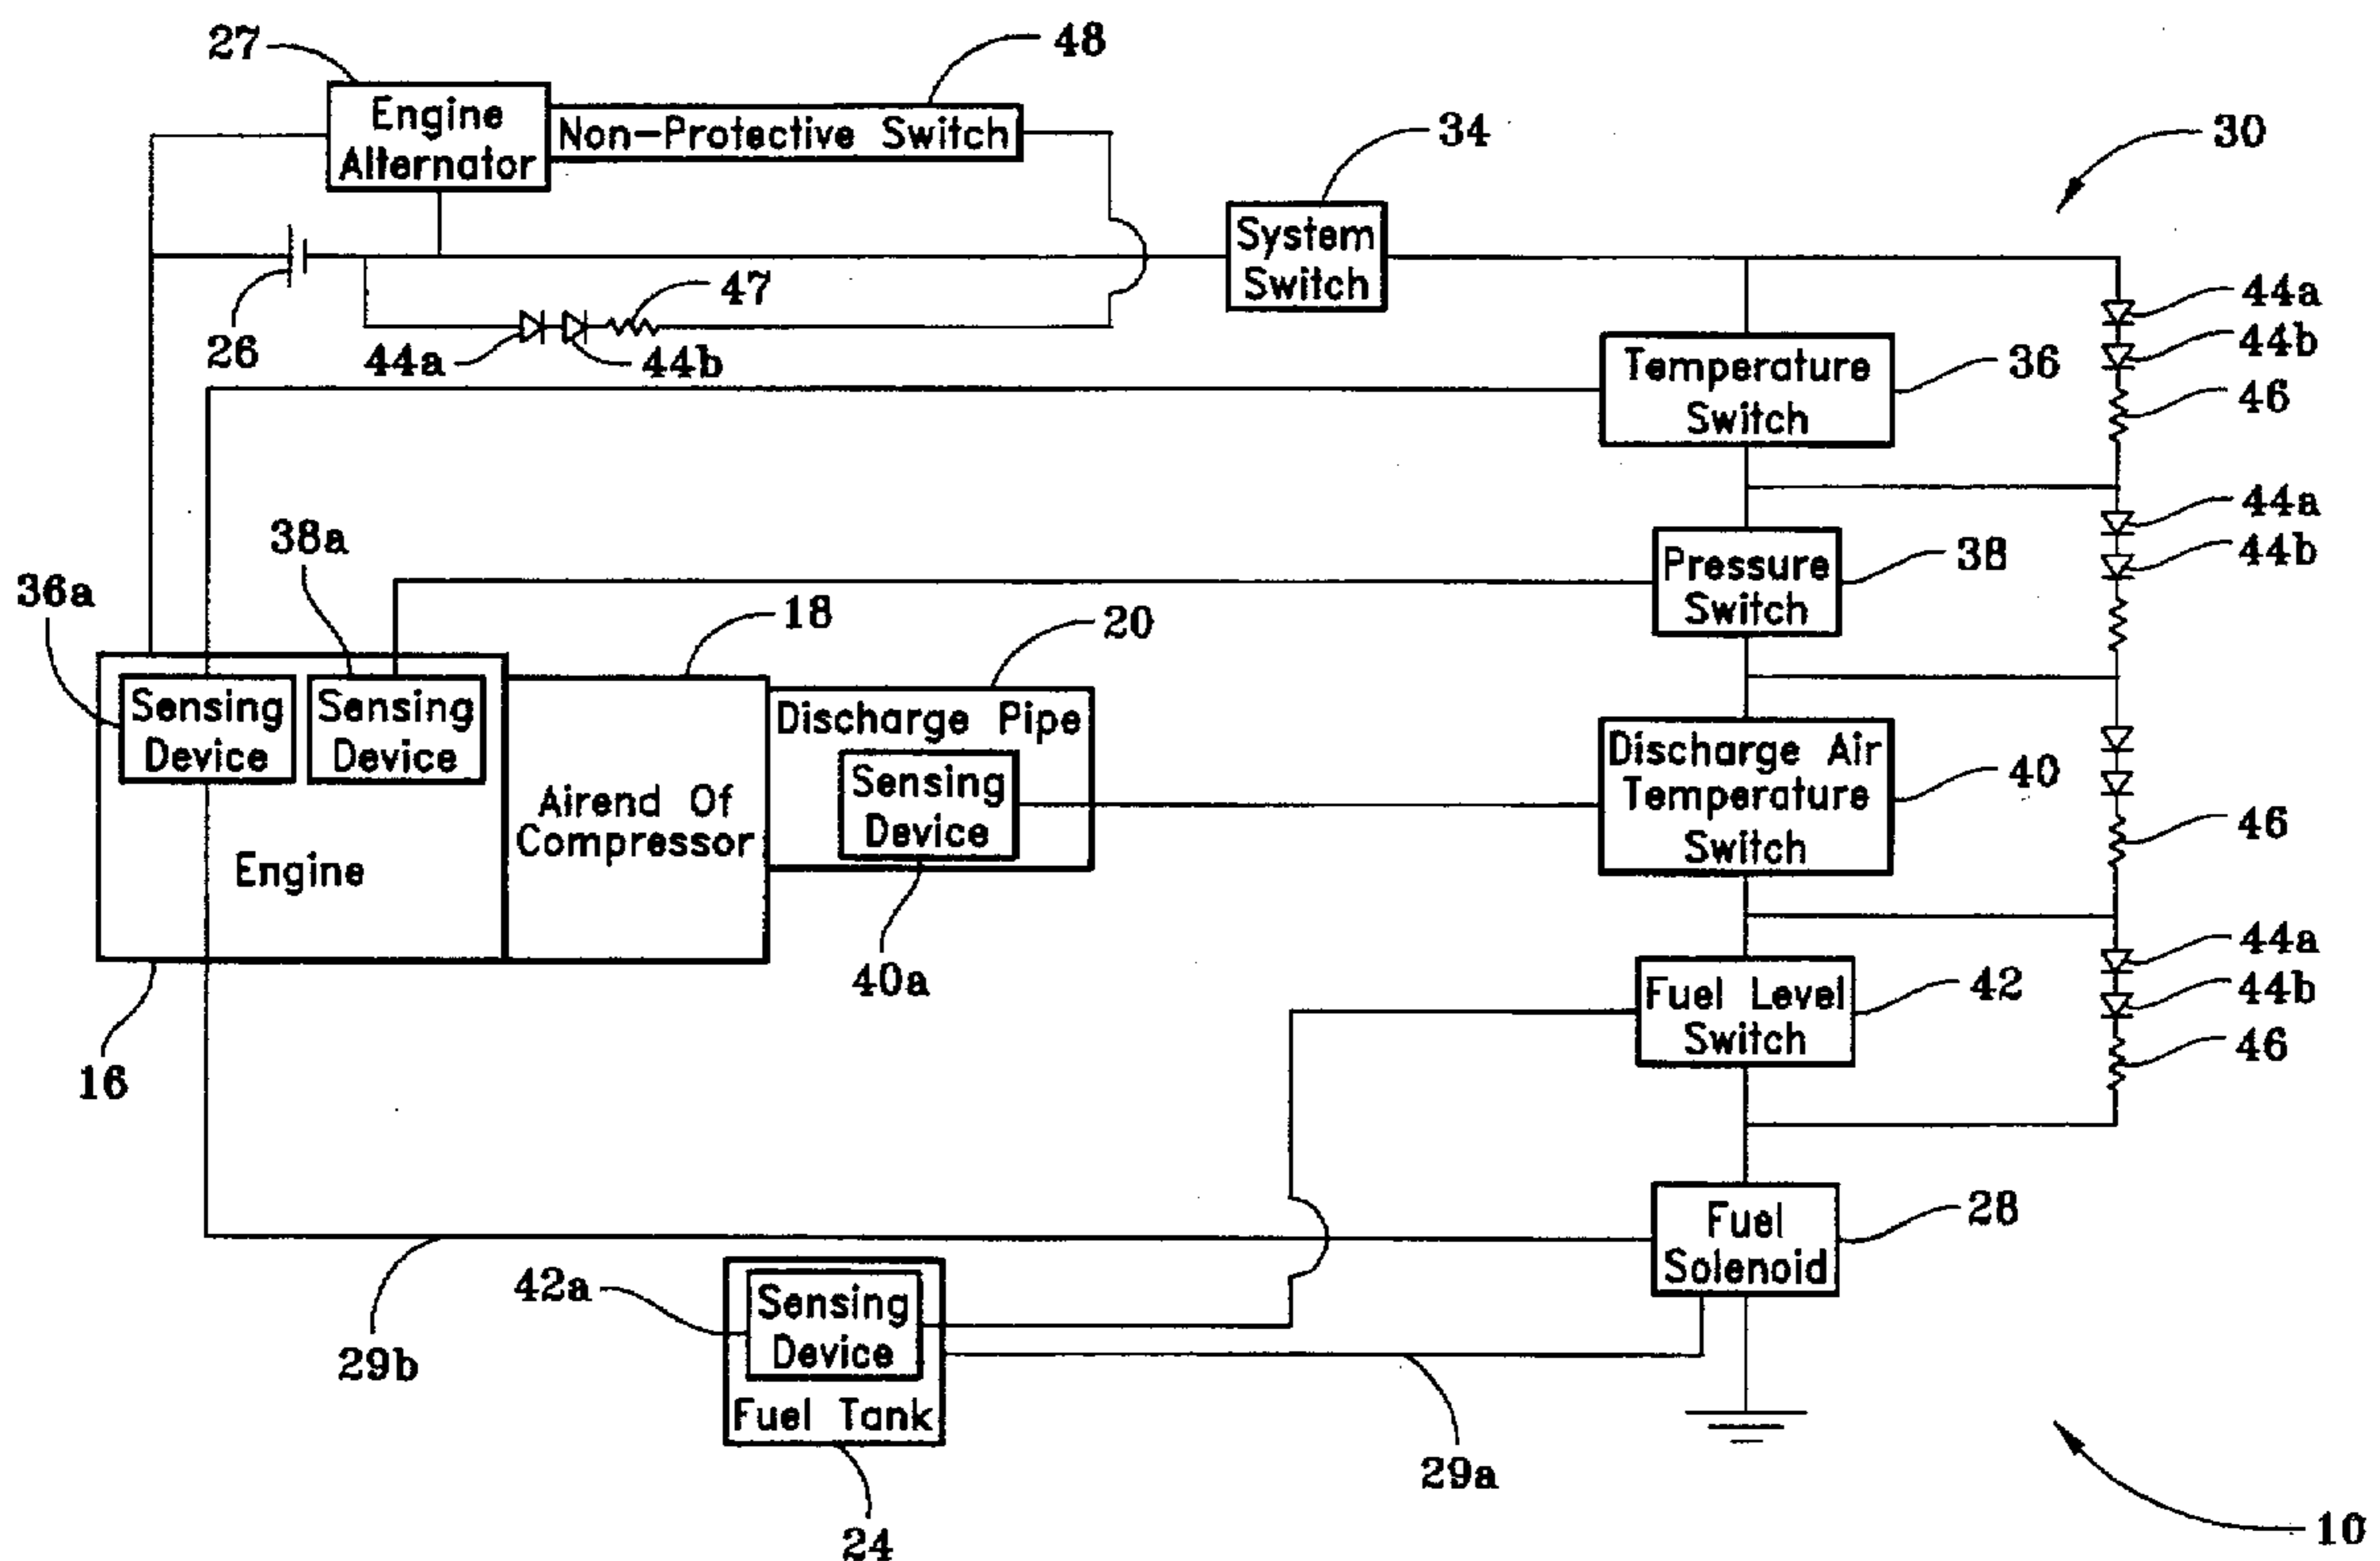 27
48
Engine
Alternator
Non-Protective Switch
34
30
System
Switch
26
47
44a
44b
44a
44b
46
Temperature
Switch
36
44a
44b
38a
36a
Pressure
Switch
38
18
20
Sensing
Device
Sensing
Device
Engine
Airend Of
Compressor
Discharge Pipe
Sensing
Device
Discharge Air
Temperature
Switch
40
46
40a
16
Fuel Level
Switch
42
44a
44b
46
Fuel
Solenoid
28
42a
Sensing
Device
Fuel Tank
29b
29a
24
10